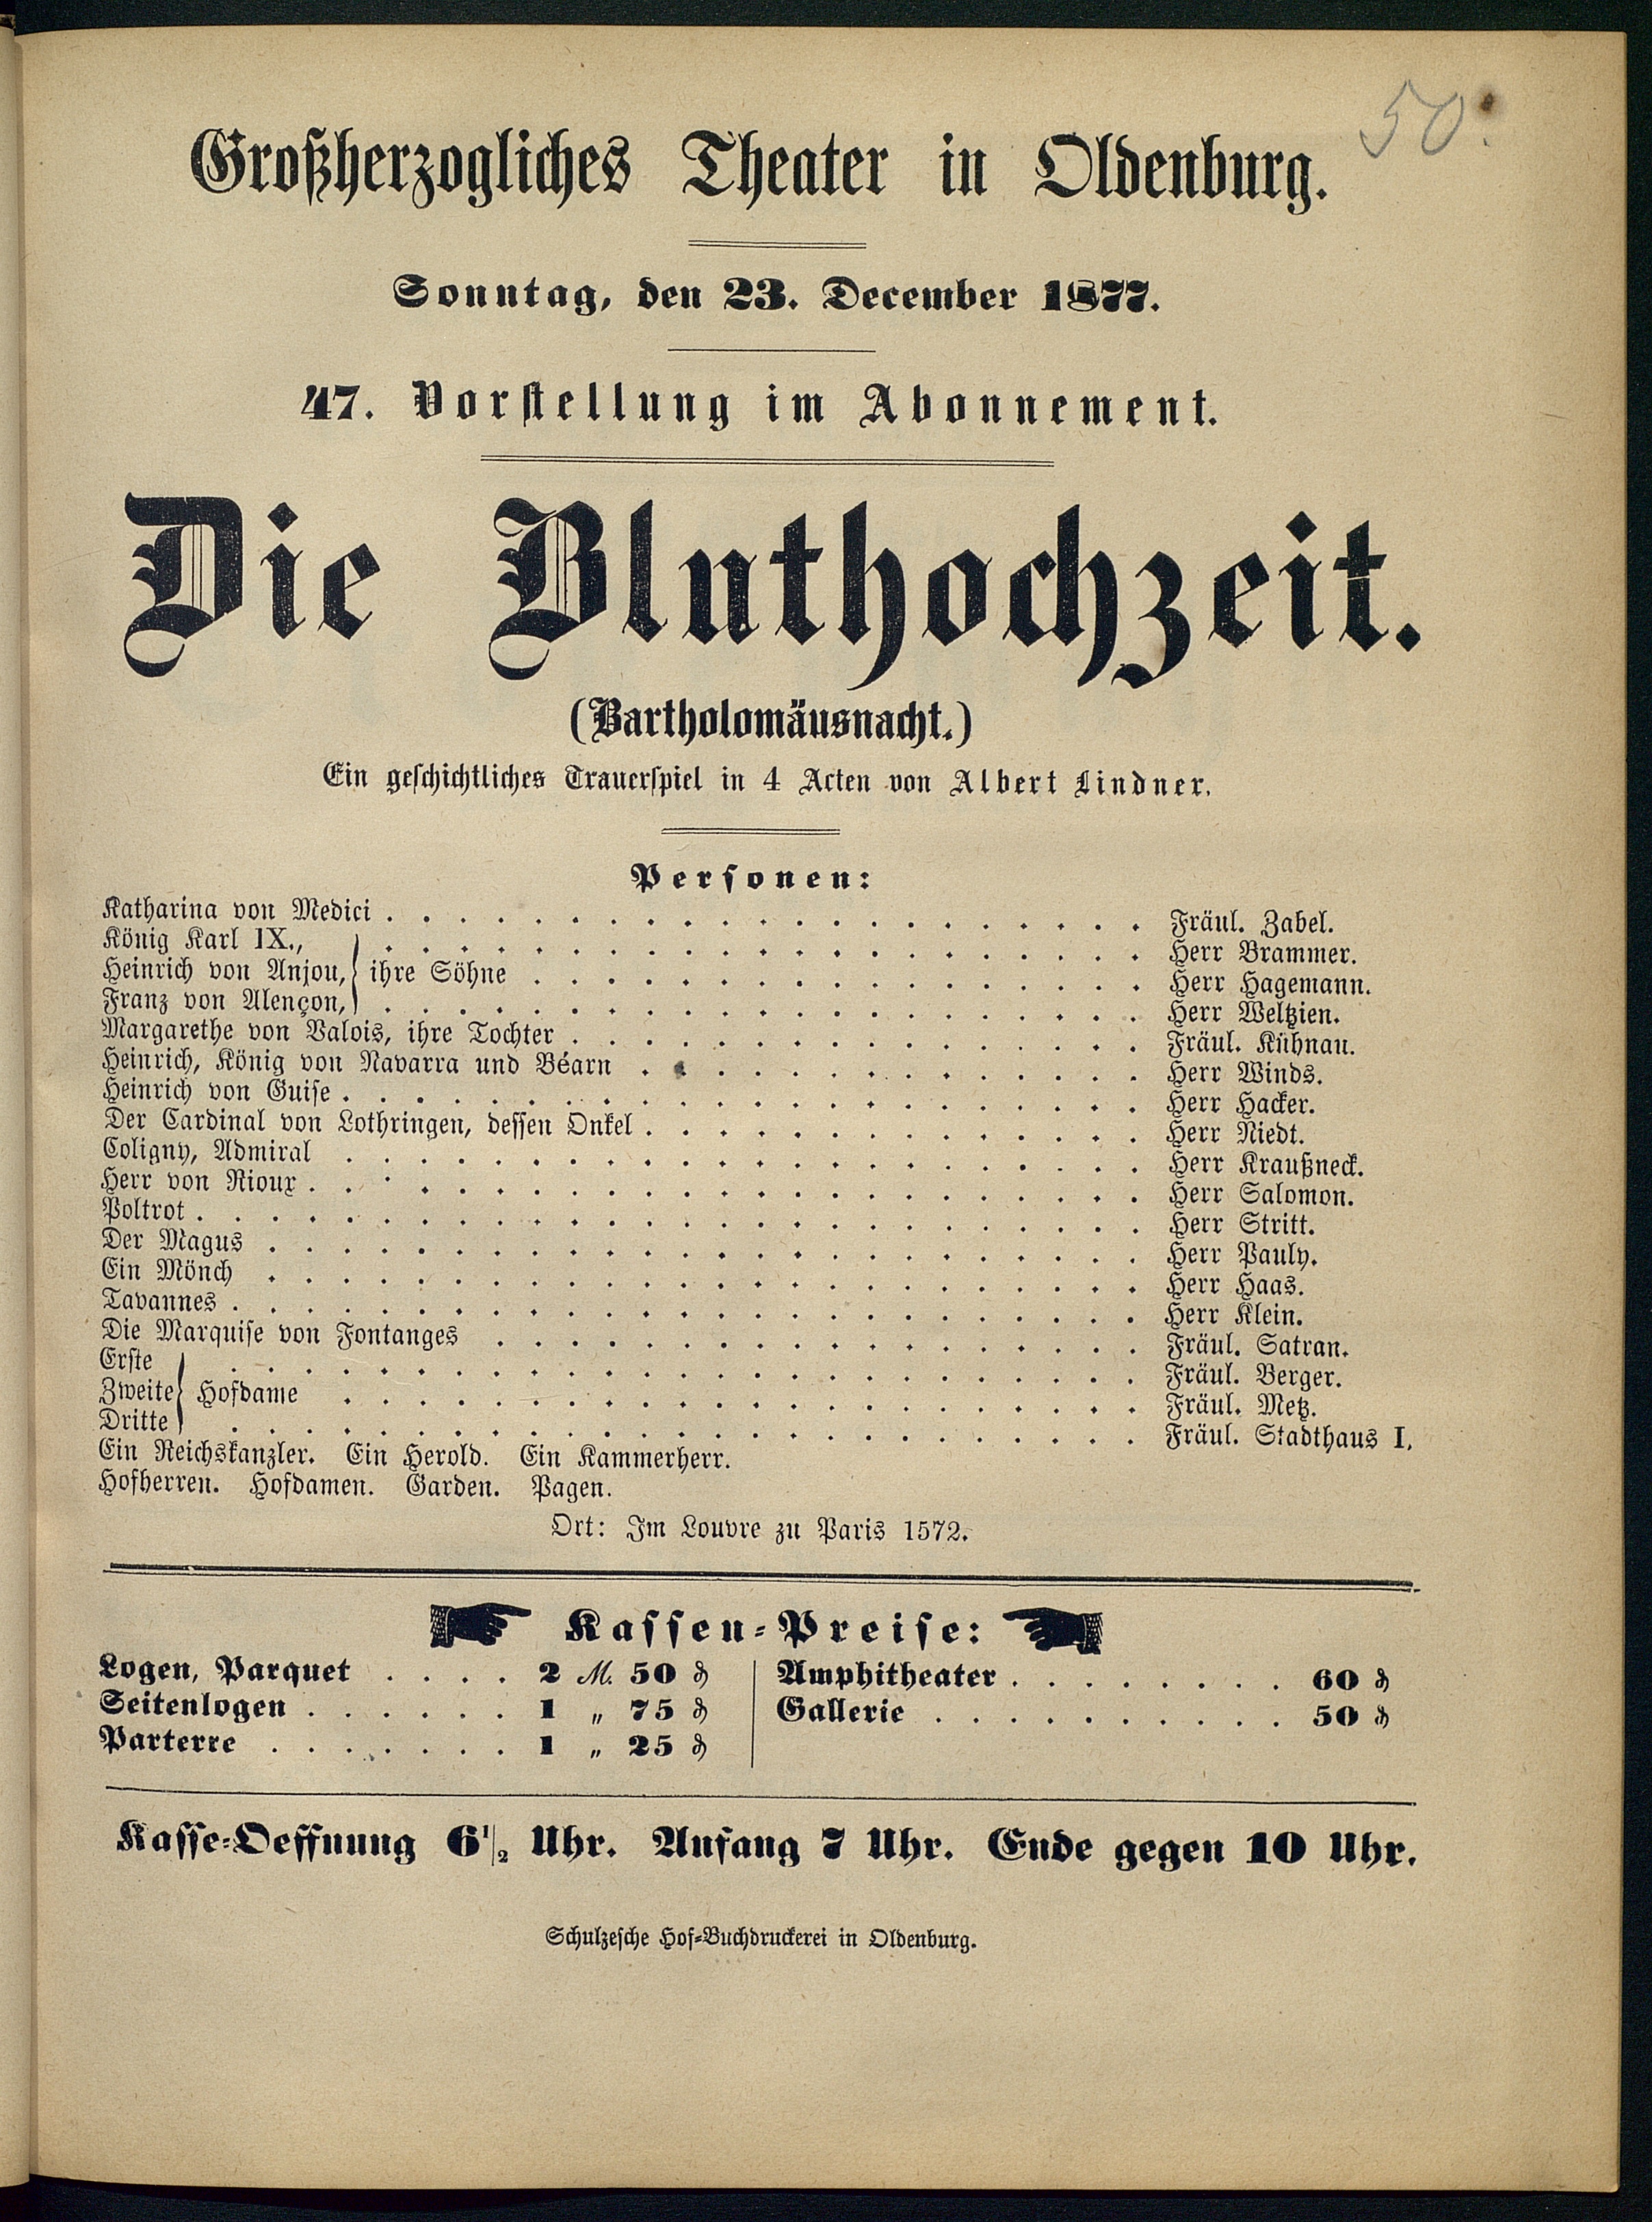 50.
Großherzogliches Theater in Oldenburg.
Sonntag, den 23. December 1877.
47. Vorstellung im Abonnement.
Die Bluthochzeit.
(Bartholomäusnacht.)
Ein geschichtliches Trauerspiel in 4 Acten von Albert Lindner.
Personen:
Katharina von Medici . . . . . . . . . . Fräul. Zabel.
König Karl IX., . . . . . . . . . . Herr Brammer.
Heinrich von Anjou, } ihre Söhne . . . . . . . . . . Herr Hagemann.
Franz von Alençon, . . . . . . . . . . Herr Weltzien.
Margarethe von Valois, ihre Tochter . . . . . . . . . . Fräul. Kühnau.
Heinrich, König von Navarra und Béarn . . . . . . . . . . Herr Winds.
Heinrich von Guise . . . . . . . . . . Herr Hacker.
Der Cardinal von Lothringen, dessen Onkel . . . . . . . . . . Herr Niedt.
Coligny, Admiral . . . . . . . . . . Herr Kraußneck.
Herr von Rioux . . . . . . . . . . Herr Salomon.
Poltrot . . . . . . . . . . Herr Stritt.
Der Magus . . . . . . . . . . Herr Pauly.
Ein Mönch . . . . . . . . . . Herr Haas.
Tavannes . . . . . . . . . . Herr Klein.
Die Marquise von Fontanges . . . . . . . . . . Fräul. Satran.
Erste . . . . . . . . . . Fräul. Berger.
Zweite } Hofdame . . . . . . . . . . Fräul. Metz.
Dritte . . . . . . . . . . Fräul. Stadthaus I.
Ein Reichskanzler. Ein Herold. Ein Kammerherr.
Hofherren. Hofdamen. Garden. Pagen.
Ort: Im Louvre zu Paris 1572.
Kassen-Preise:
Logen, Parquet . . . . 2 M. 50 ₰
Seitenlogen . . . . . . 1 „ 75 ₰
Parterre . . . . . . . 1 „ 25 ₰
Amphitheater . . . . . . . . 60 ₰
Gallerie . . . . . . . . . . 50 ₰
Kasse-Oeffnung 6 1/2 Uhr. Anfang 7 Uhr. Ende gegen 10 Uhr.
Schulzesche Hof-Buchdruckerei in Oldenburg.